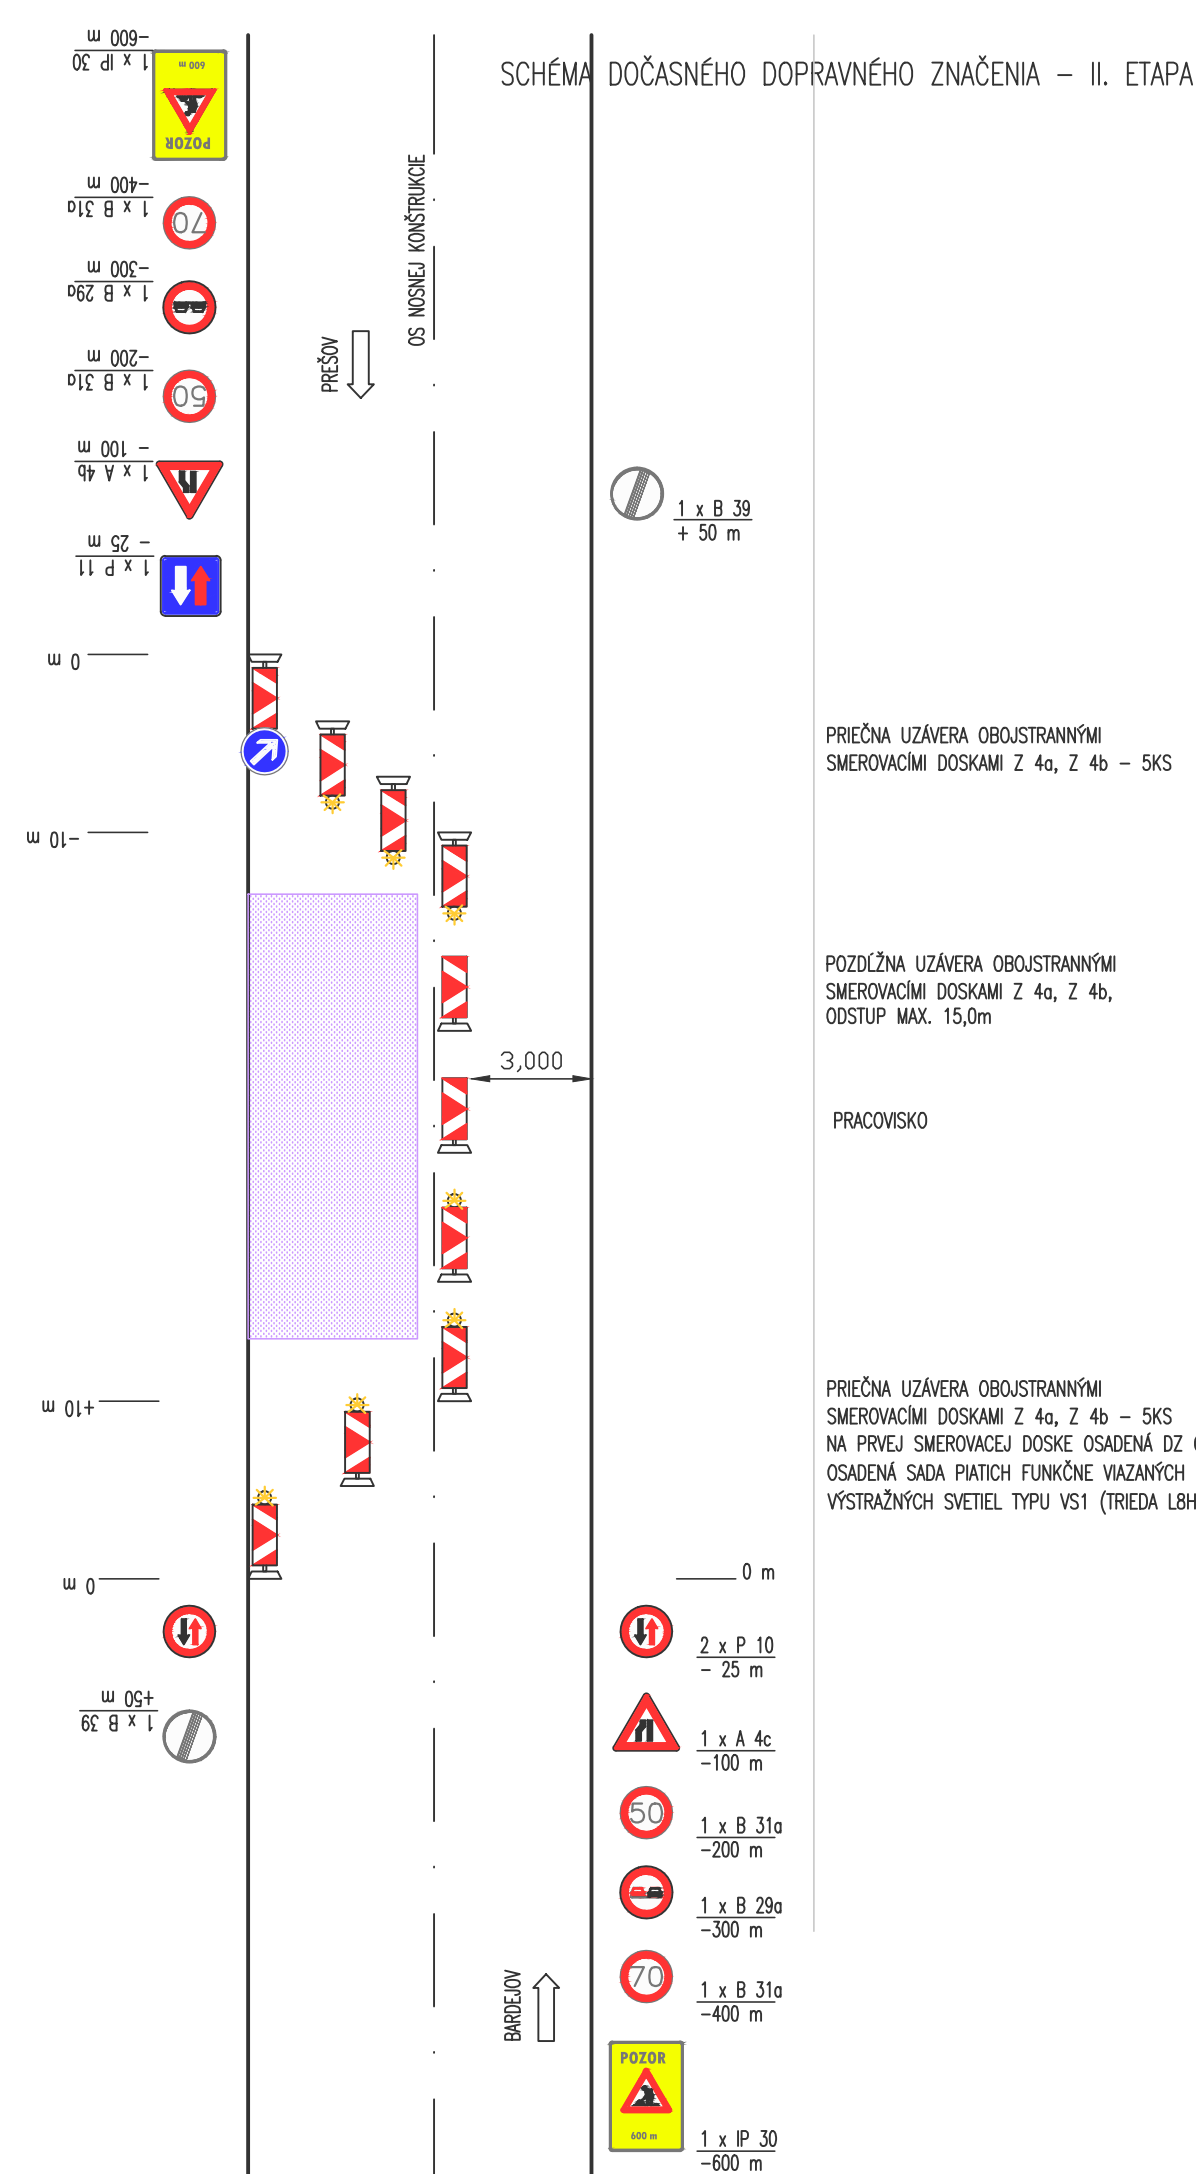 SCHÉMA DOČASNÉHO DOPRAVNÉHO ZNAČENIA – II. ETAPA
1 x IP 30
-600 m
POZOR
600 m
1 x B 31a
-400 m
70
1 x B 29a
-300 m
1 x B 31a
-200 m
50
1 x A 4b
- 100 m
1 x P 11
- 25 m
OS NOSNEJ KONŠTRUKCIE
PREŠOV
1 x B 39
+ 50 m
0 m
-10 m
PRIEČNA UZÁVERA OBOJSTRANNÝMI
SMEROVACÍMI DOSKAMI Z 4a, Z 4b – 5KS
POZDĹŽNA UZÁVERA OBOJSTRANNÝMI
SMEROVACÍMI DOSKAMI Z 4a, Z 4b,
ODSTUP MAX. 15,0m
3,000
PRACOVISKO
PRIEČNA UZÁVERA OBOJSTRANNÝMI
SMEROVACÍMI DOSKAMI Z 4a, Z 4b – 5KS
NA PRVEJ SMEROVACEJ DOSKE OSADENÁ DZ
OSADENÁ SADA PIATICH FUNKČNE VIAZANÝCH
VÝSTRAŽNÝCH SVETIEL TYPU VS1 (TRIEDA L8H
+10 m
0 m
1 x B 39
+50 m
0 m
2 x P 10
- 25 m
1 x A 4c
-100 m
50
1 x B 31a
-200 m
1 x B 29a
-300 m
70
1 x B 31a
-400 m
BARDEJOV
POZOR
600 m
1 x IP 30
-600 m